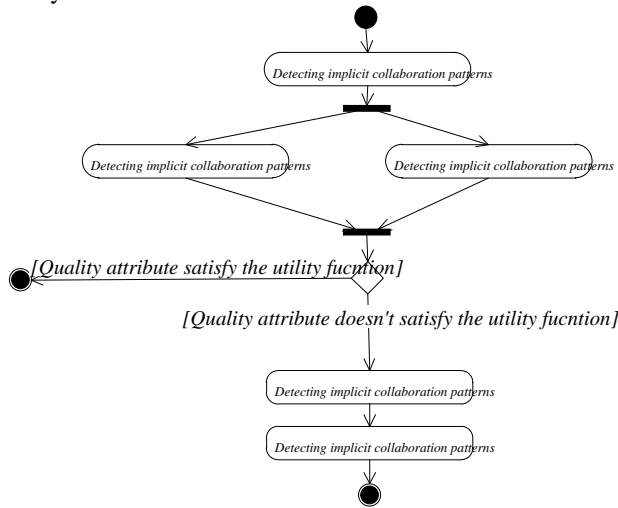 Detecting implicit collaboration patterns
Detecting implicit collaboration patterns
Detecting implicit collaboration patterns
[Quality attribute satisfy the utility fucntion]
[Quality attribute doesn't satisfy the utility fucntion]
Detecting implicit collaboration patterns
Detecting implicit collaboration patterns